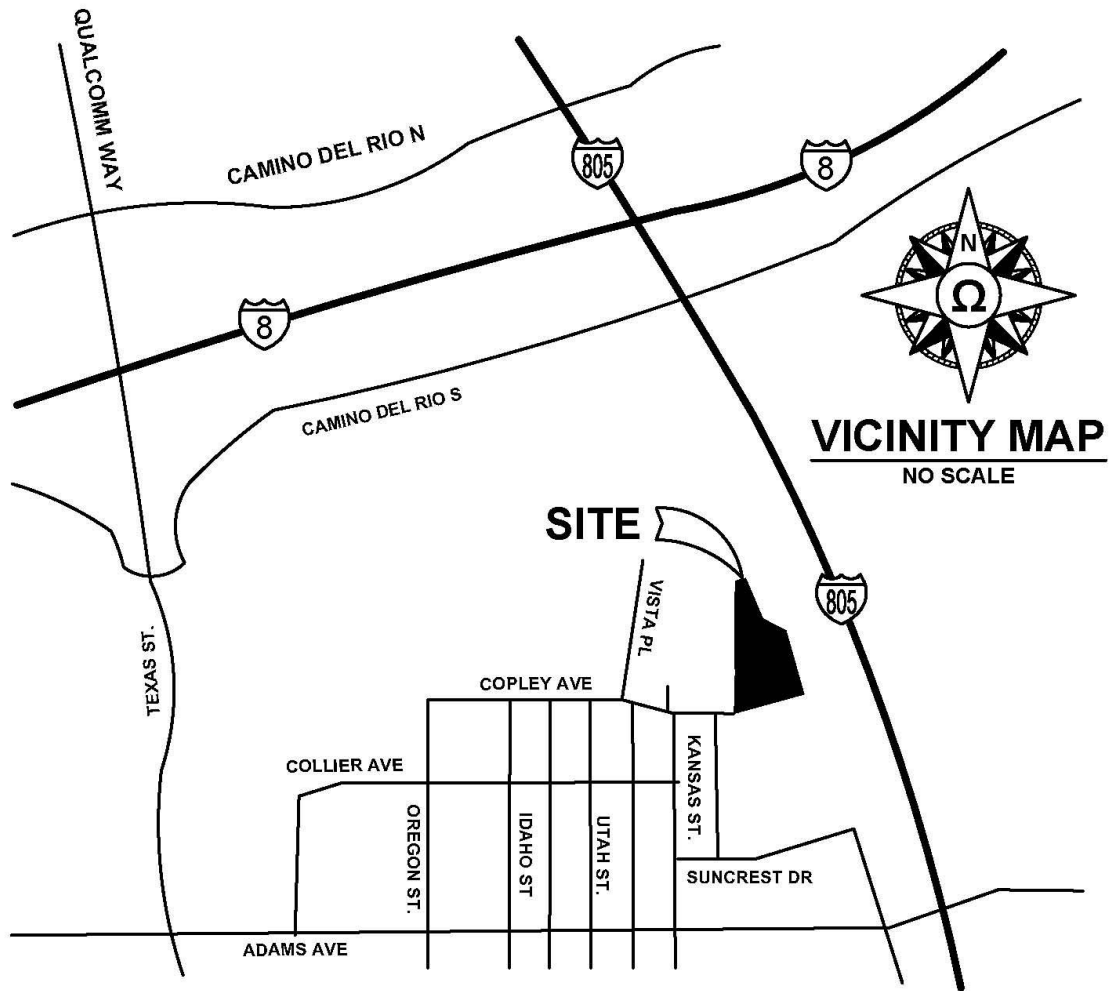 QUALCOMM WAY
CAMINO DEL RIO N
805
8
N
Ω
8
CAMINO DEL RIO S
VICINITY MAP
NO SCALE
SITE
805
VISTA PL
TEXAS ST.
COPLEY AVE
COLLIER AVE
KANSAS ST.
OREGON ST.
IDAHO ST
UTAH ST.
SUNCREST DR
ADAMS AVE